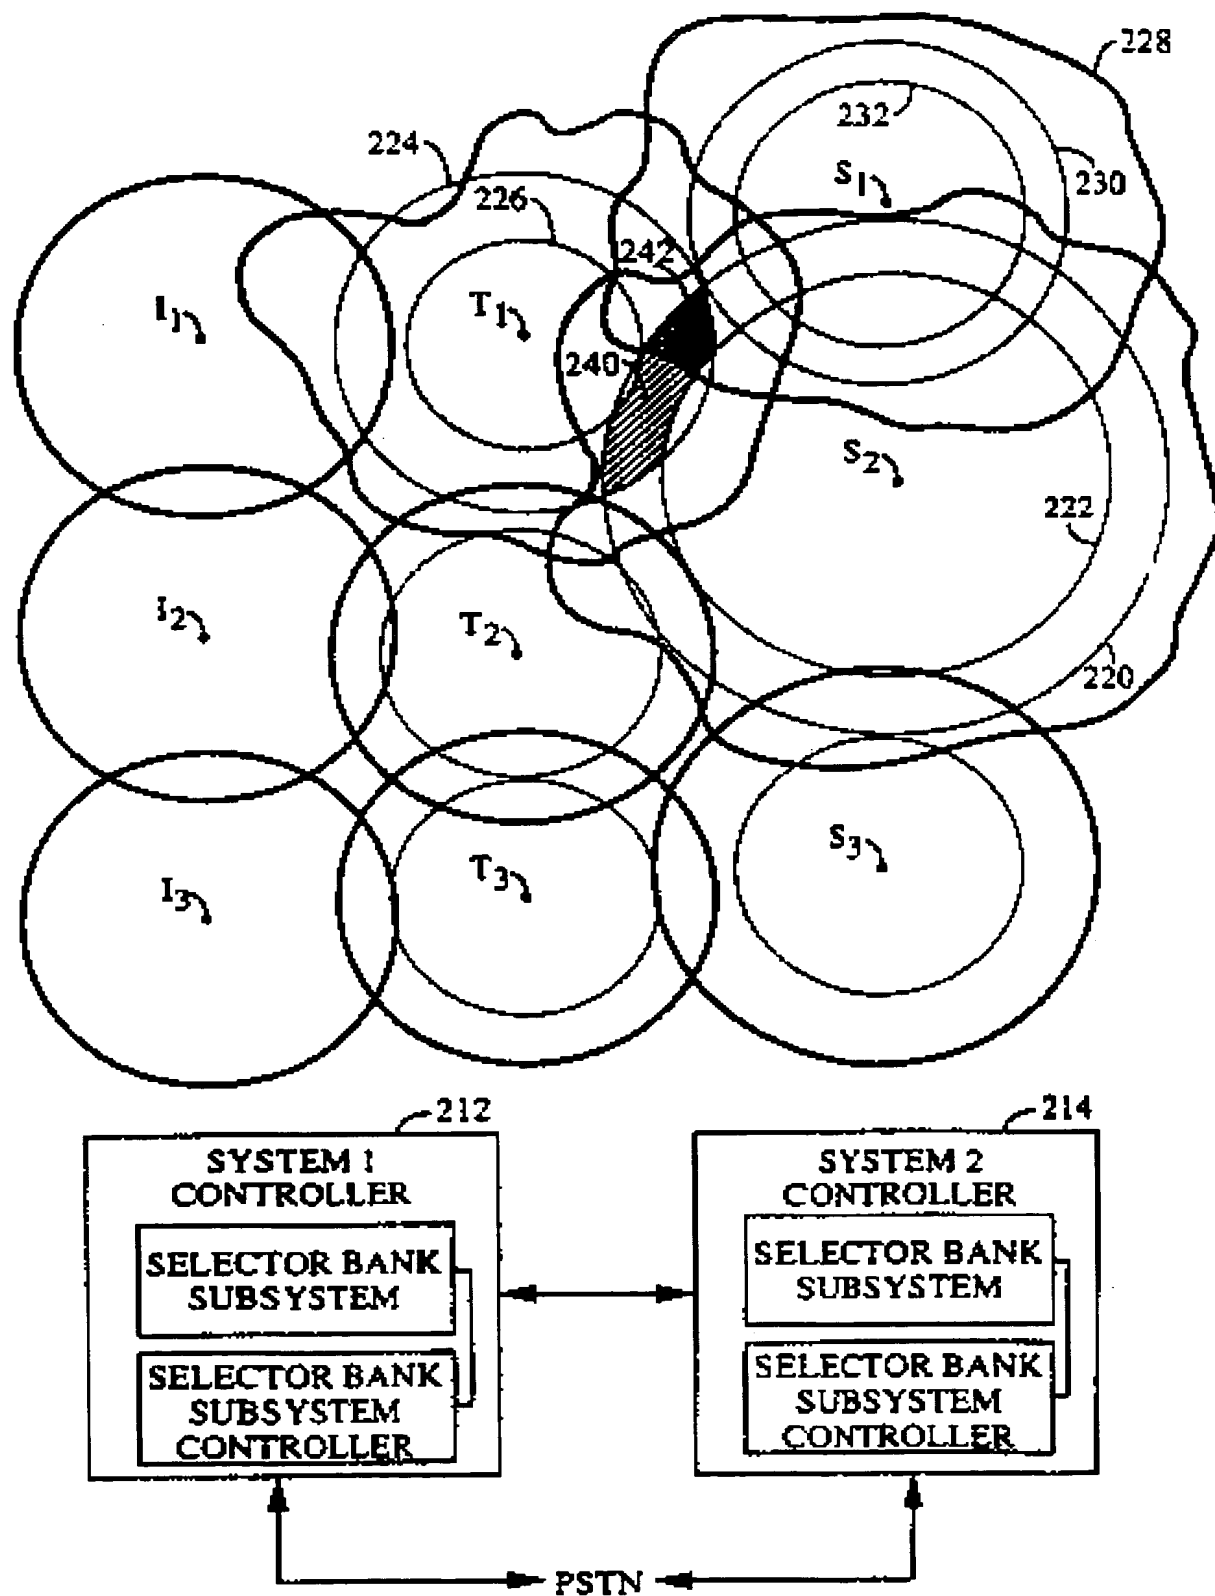 228
232
224
S1
230
226
242
I1
T1
240
S2
222
I2
T2
220
S3
T3
I3
212
214
SYSTEM 1
CONTROLLER
SELECTOR BANK
SUBSYSTEM
SELECTOR BANK
SUBSYSTEM
CONTROLLER
SYSTEM 2
CONTROLLER
SELECTOR BANK
SUBSYSTEM
SELECTOR BANK
SUBSYSTEM
CONTROLLER
PSTN